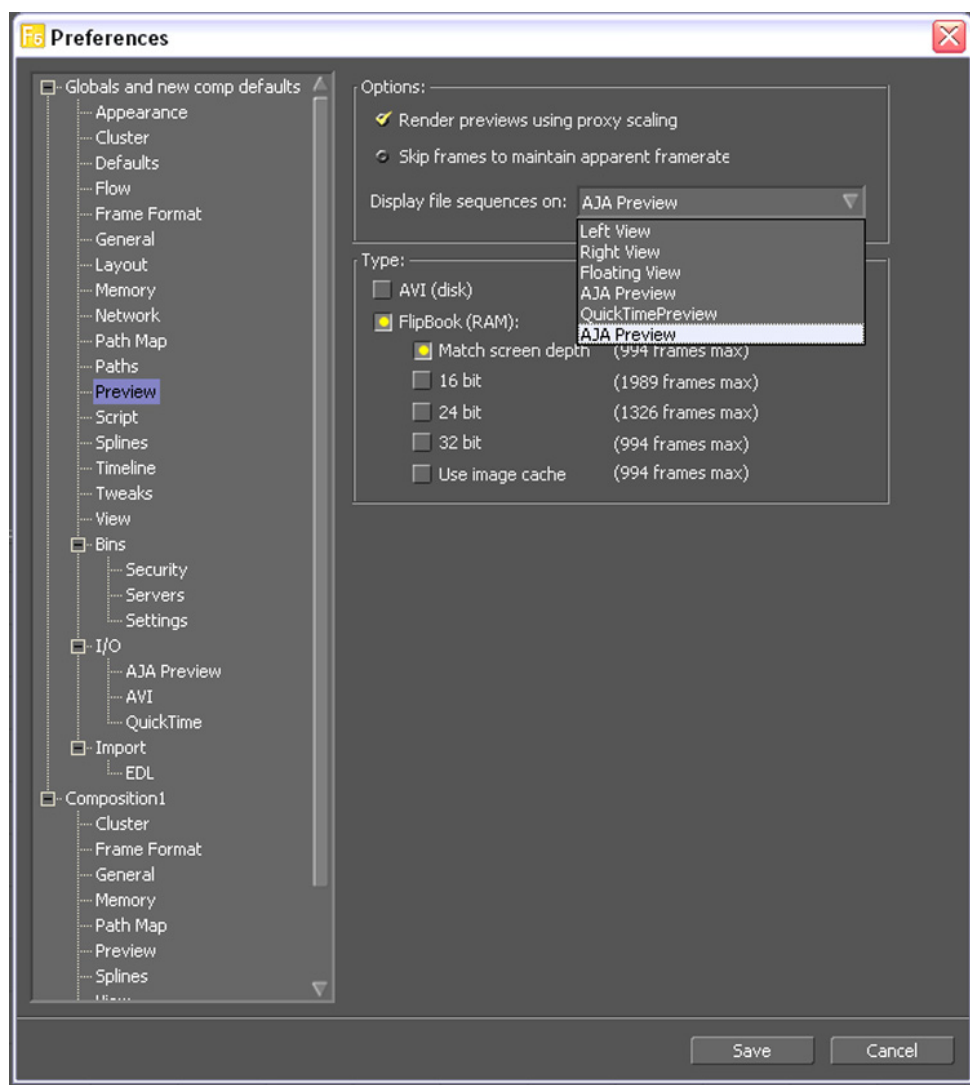 F5 Preferences
Globals and new comp defaults
Appearance
Cluster
Defaults
Flow
Frame Format
General
Layout
Memory
Network
Path Map
Paths
Preview
Script
Splines
Timeline
Tweaks
View
Bins
Security
Servers
Settings
I/O
AJA Preview
AVI
QuickTime
Import
EDL
Composition1
Cluster
Frame Format
General
Memory
Path Map
Preview
Splines
View
Options:
Render previews using proxy scaling
Skip frames to maintain apparent framerate
Display file sequences on: AJA Preview
Left View
Right View
Floating View
AJA Preview
QuickTimePreview
AJA Preview
Type:
AVI (disk)
FlipBook (RAM):
Match screen depth (994 frames max)
16 bit (1989 frames max)
24 bit (1326 frames max)
32 bit (994 frames max)
Use image cache (994 frames max)
Save Cancel